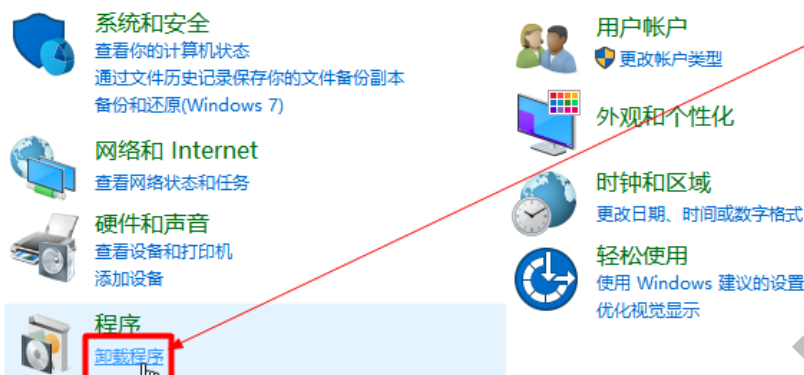 系统和安全
查看你的计算机状态
通过文件历史记录保存你的文件备份副本
备份和还原(Windows 7)
网络和 Internet
查看网络状态和任务
硬件和声音
查看设备和打印机
添加设备
程序
卸载程序
用户帐户
更改帐户类型
外观和个性化
时钟和区域
更改日期、时间或数字格式
轻松使用
使用 Windows 建议的设置
优化视觉显示